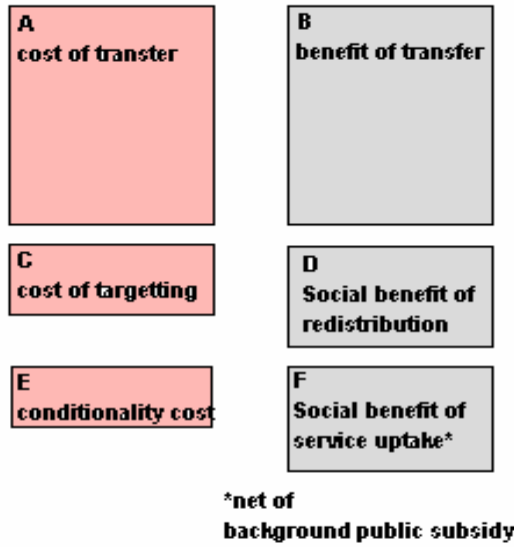 A
cost of transter
B
benefit of transfer
C
cost of targetting
D
Social benefit of
redistribution
E
conditionality cost
F
Social benefit of
service uptake*
*net of
background public subsidy